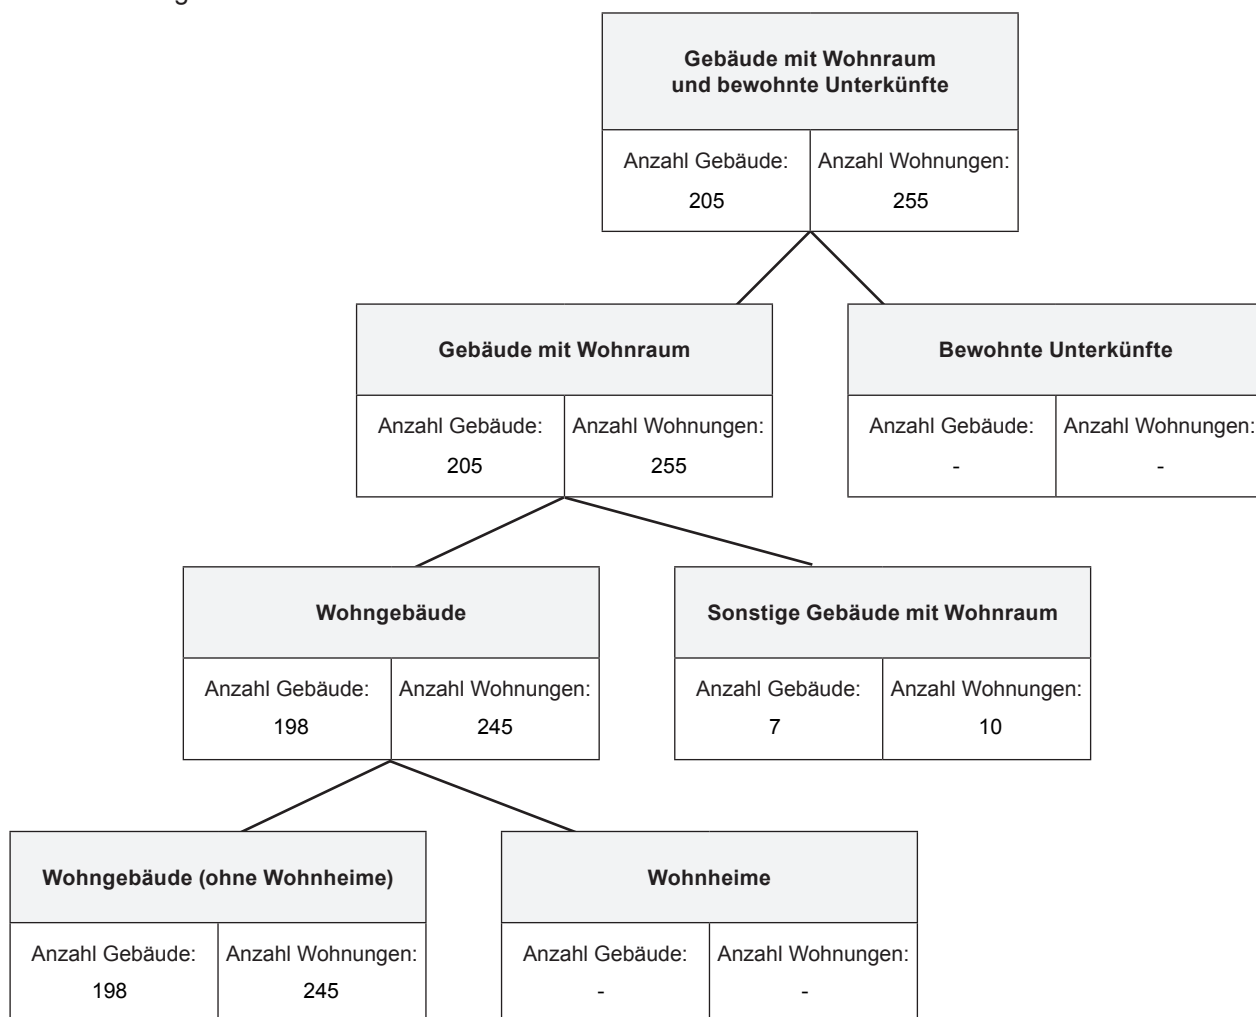 Gebäude mit Wohnraum
und bewohnte Unterkünfte
Anzahl Gebäude: Anzahl Wohnungen:
205 255
Gebäude mit Wohnraum
Bewohnte Unterkünfte
Anzahl Gebäude: Anzahl Wohnungen:
205 255
Anzahl Gebäude: Anzahl Wohnungen:
- -
Wohngebäude
Sonstige Gebäude mit Wohnraum
Anzahl Gebäude: Anzahl Wohnungen:
198 245
Anzahl Gebäude: Anzahl Wohnungen:
7 10
Wohngebäude (ohne Wohnheime)
Wohnheime
Anzahl Gebäude: Anzahl Wohnungen:
198 245
Anzahl Gebäude: Anzahl Wohnungen:
- -